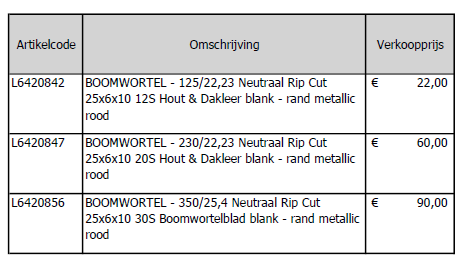 Artikelcode Omschrijving Verkoopprijs
L6420842 BOOMWORTEL - 125/22,23 Neutraal Rip Cut € 22,00
25x6x10 12S Hout & Dakleer blank - rand metallic
rood
L6420847 BOOMWORTEL - 230/22,23 Neutraal Rip Cut € 60,00
25x6x10 20S Hout & Dakleer blank - rand metallic
rood
L6420856 BOOMWORTEL - 350/25,4 Neutraal Rip Cut € 90,00
25x6x10 30S Boomwortelblad blank - rand metallic
rood